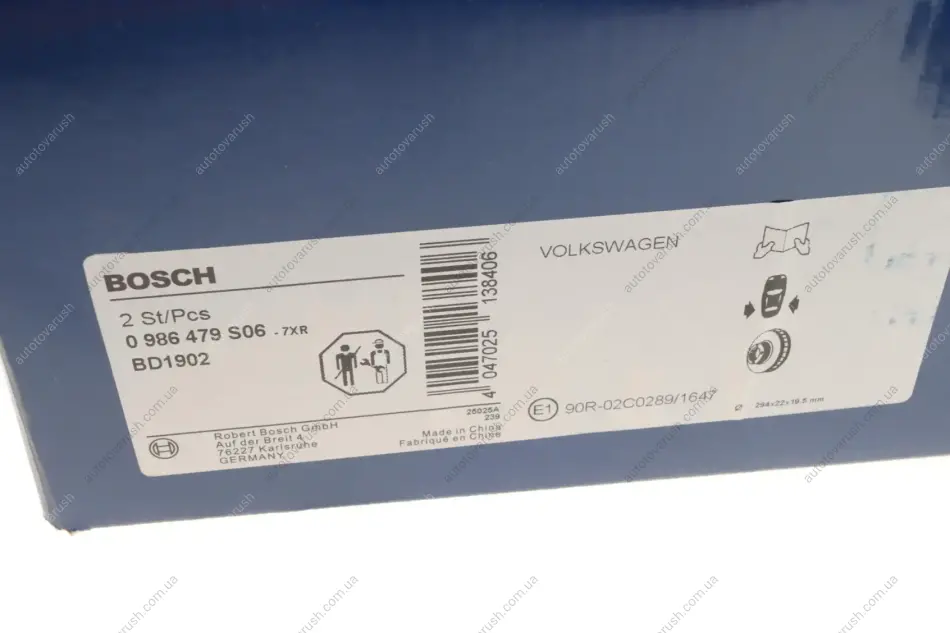 BOSCH
2 St/Pcs
0 986 479 S06 - 7XR
BD1902
4 047025 138406
VOLKSWAGEN
E1 90R-02C0289/1647
Ø 294x22x19.5 mm
25025A
239
Robert Bosch GmbH
Auf der Breit 4
76227 Karlsruhe
GERMANY
Made in China
Fabriqué en Chine
autotovarush.com.ua